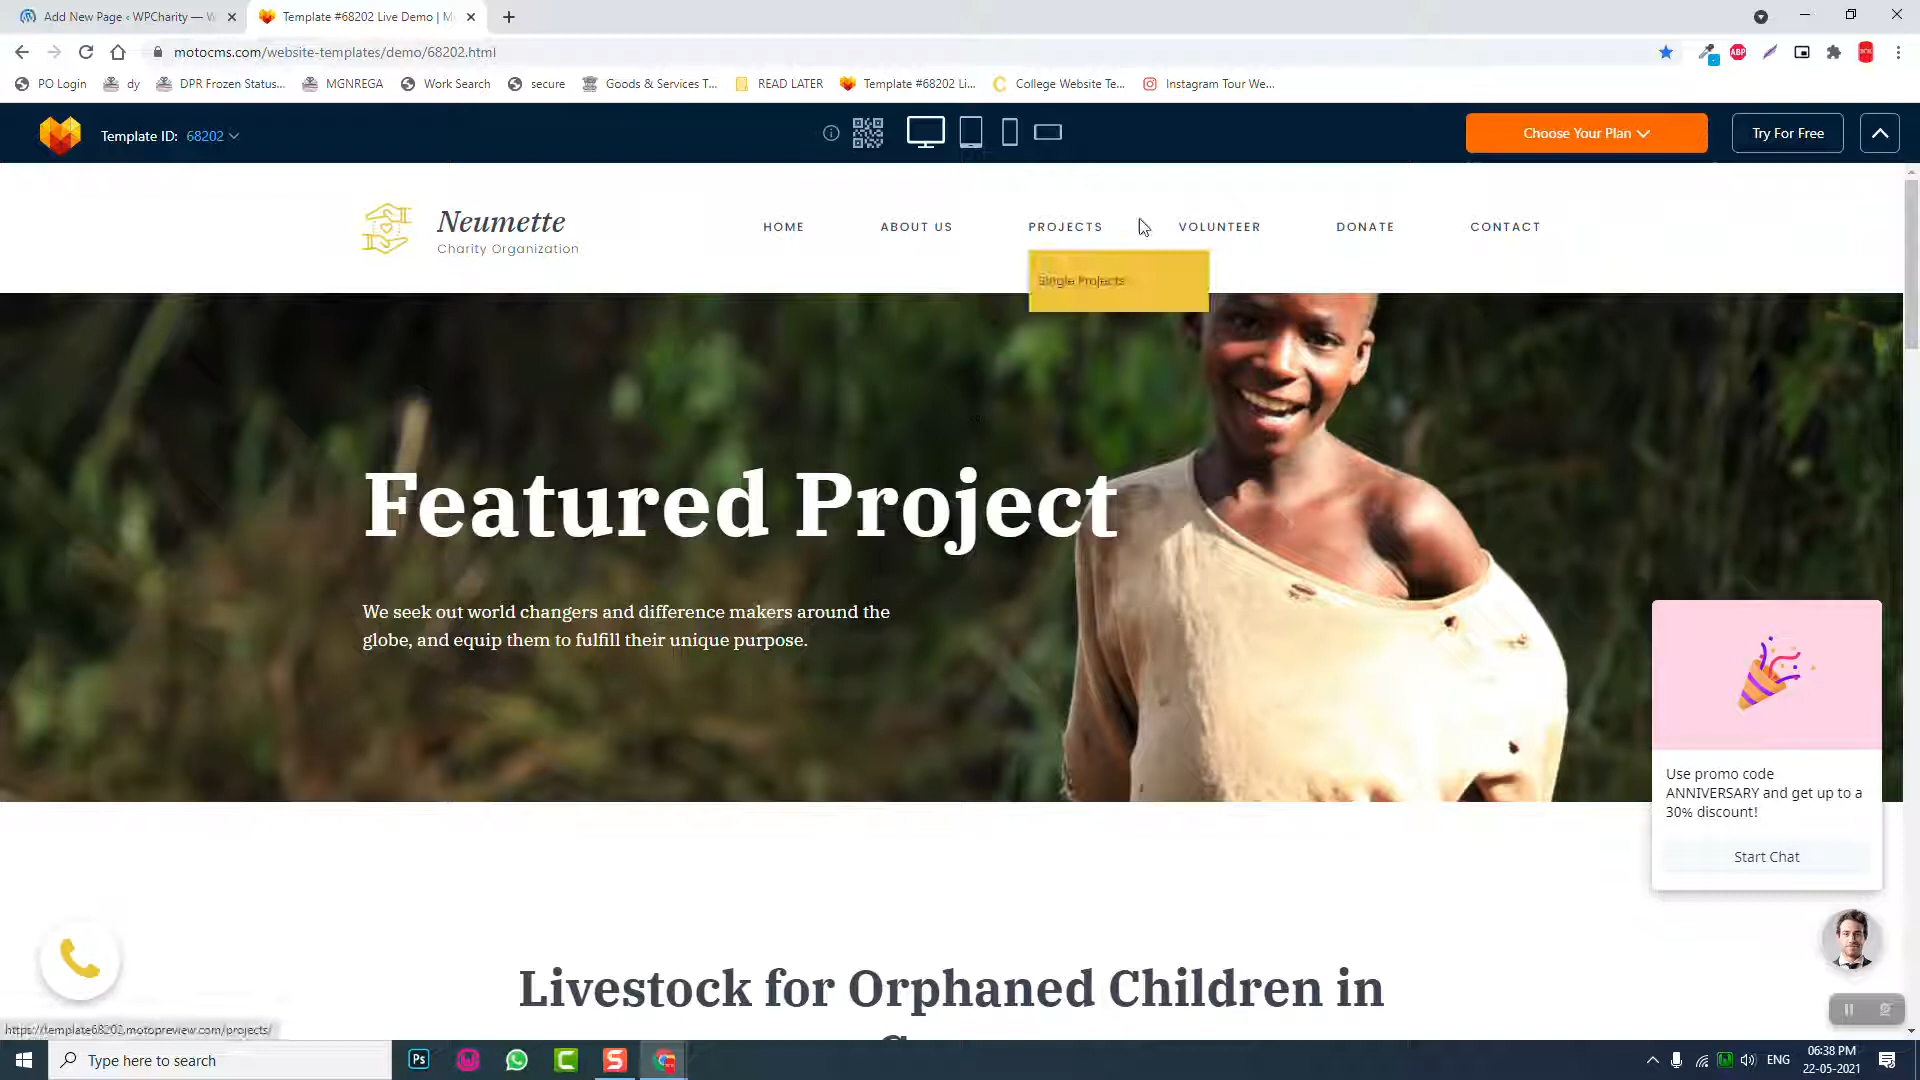 Add New Page ‹ WPCharity — W
Template #68202 Live Demo | M
motocms.com/website-templates/demo/68202.html
PO Login
dy
DPR Frozen Status...
MGNREGA
Work Search
secure
Goods & Services T...
READ LATER
Template #68202 Li...
College Website Te...
Instagram Tour We...
Template ID: 68202
Choose Your Plan
Try For Free
Neumette
Charity Organization
HOME
ABOUT US
PROJECTS
VOLUNTEER
DONATE
CONTACT
Single Projects
Featured Project
We seek out world changers and difference makers around the
globe, and equip them to fulfill their unique purpose.
Use promo code
ANNIVERSARY and get up to a
30% discount!
Start Chat
Livestock for Orphaned Children in
https://template68202.motopreview.com/projects/
Type here to search
Ps
ENG
06:38 PM
22-05-2021